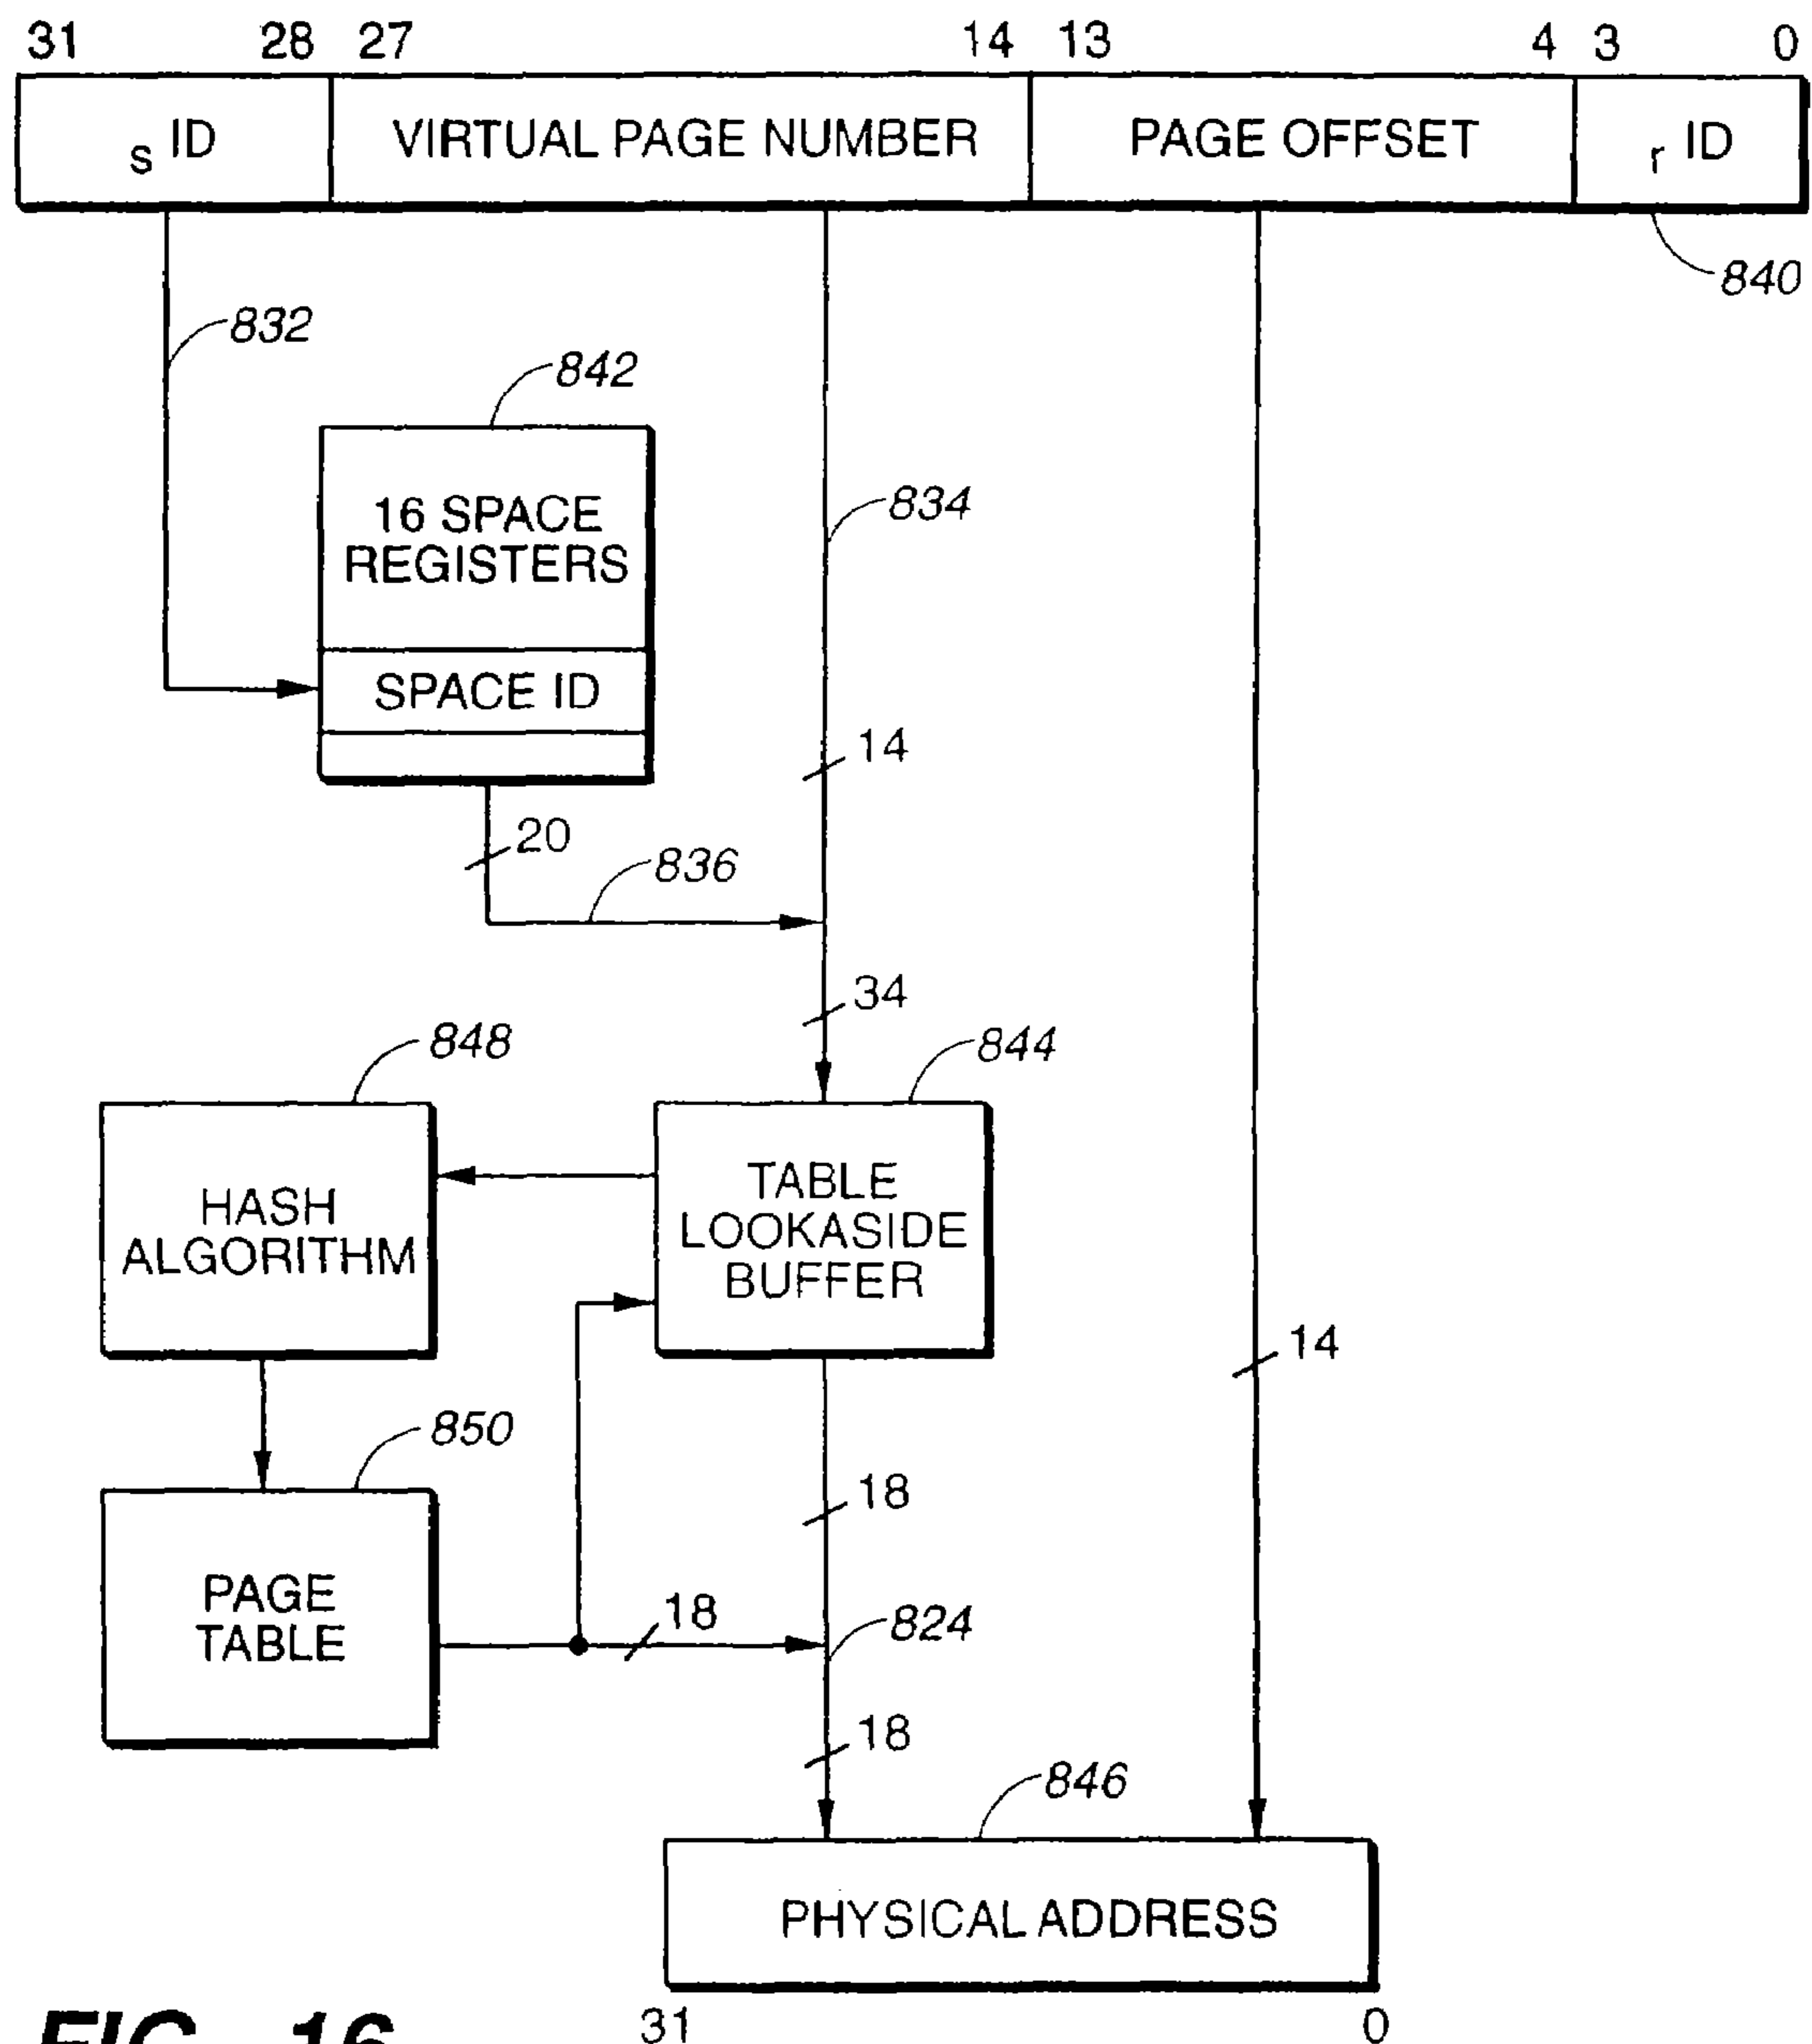 31 28 27 14 13 4 3 0
s ID VIRTUAL PAGE NUMBER PAGE OFFSET r ID
840
832
842
16 SPACE
REGISTERS
834
SPACE ID
14
20
836
34
848
844
HASH
ALGORITHM
TABLE
LOOKASIDE
BUFFER
14
850
18
PAGE
TABLE
18
824
18
846
PHYSICAL ADDRESS
31 0
FIG. 16